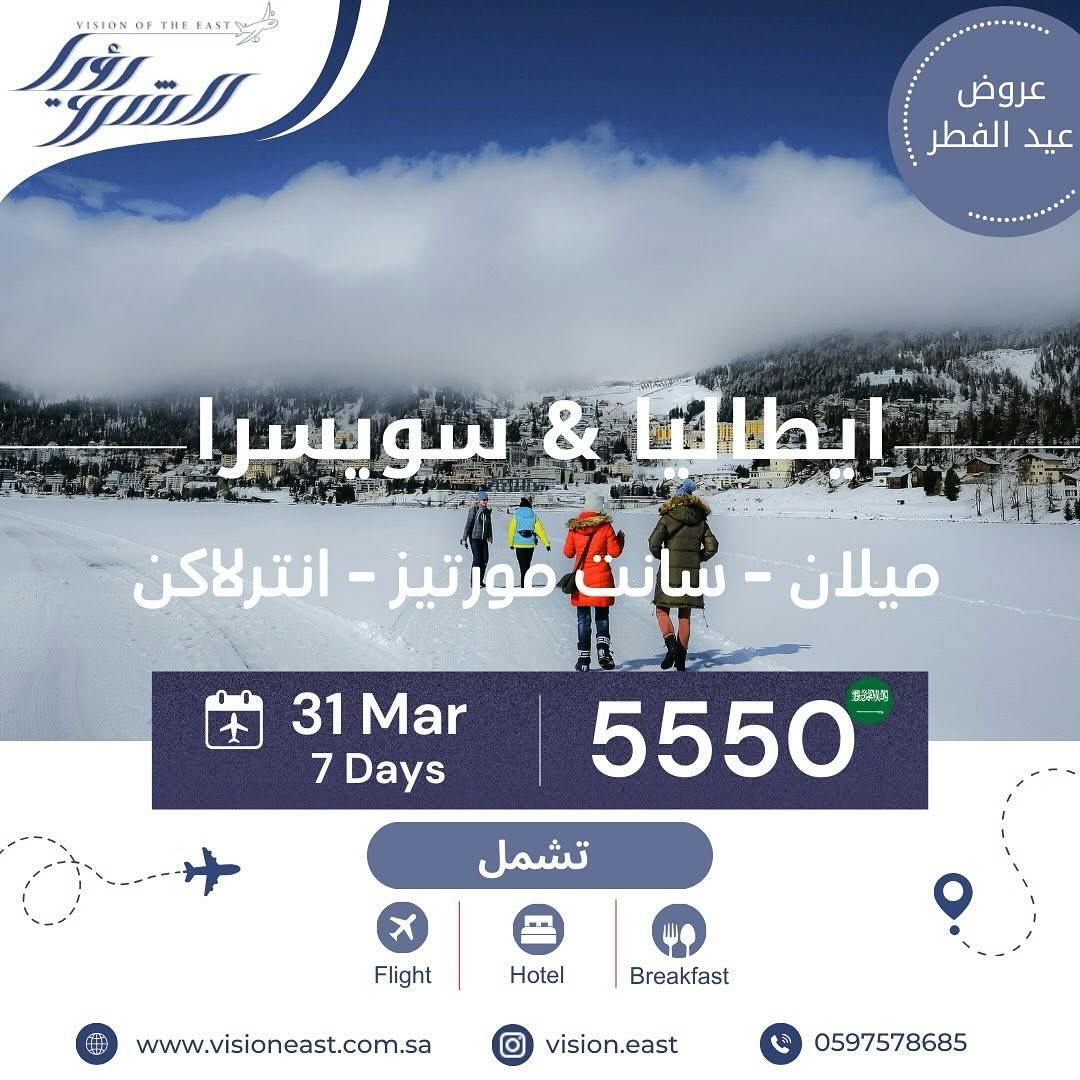 VISION OF THE EAST
رؤيا الشرق
عروض
عيد الفطر
ايطاليا & سويسرا
ميلان - سانت مورتيز - انترلاكن
31 Mar
7 Days
5550
تشمل
Flight
Hotel
Breakfast
www.visioneast.com.sa
vision.east
0597578685